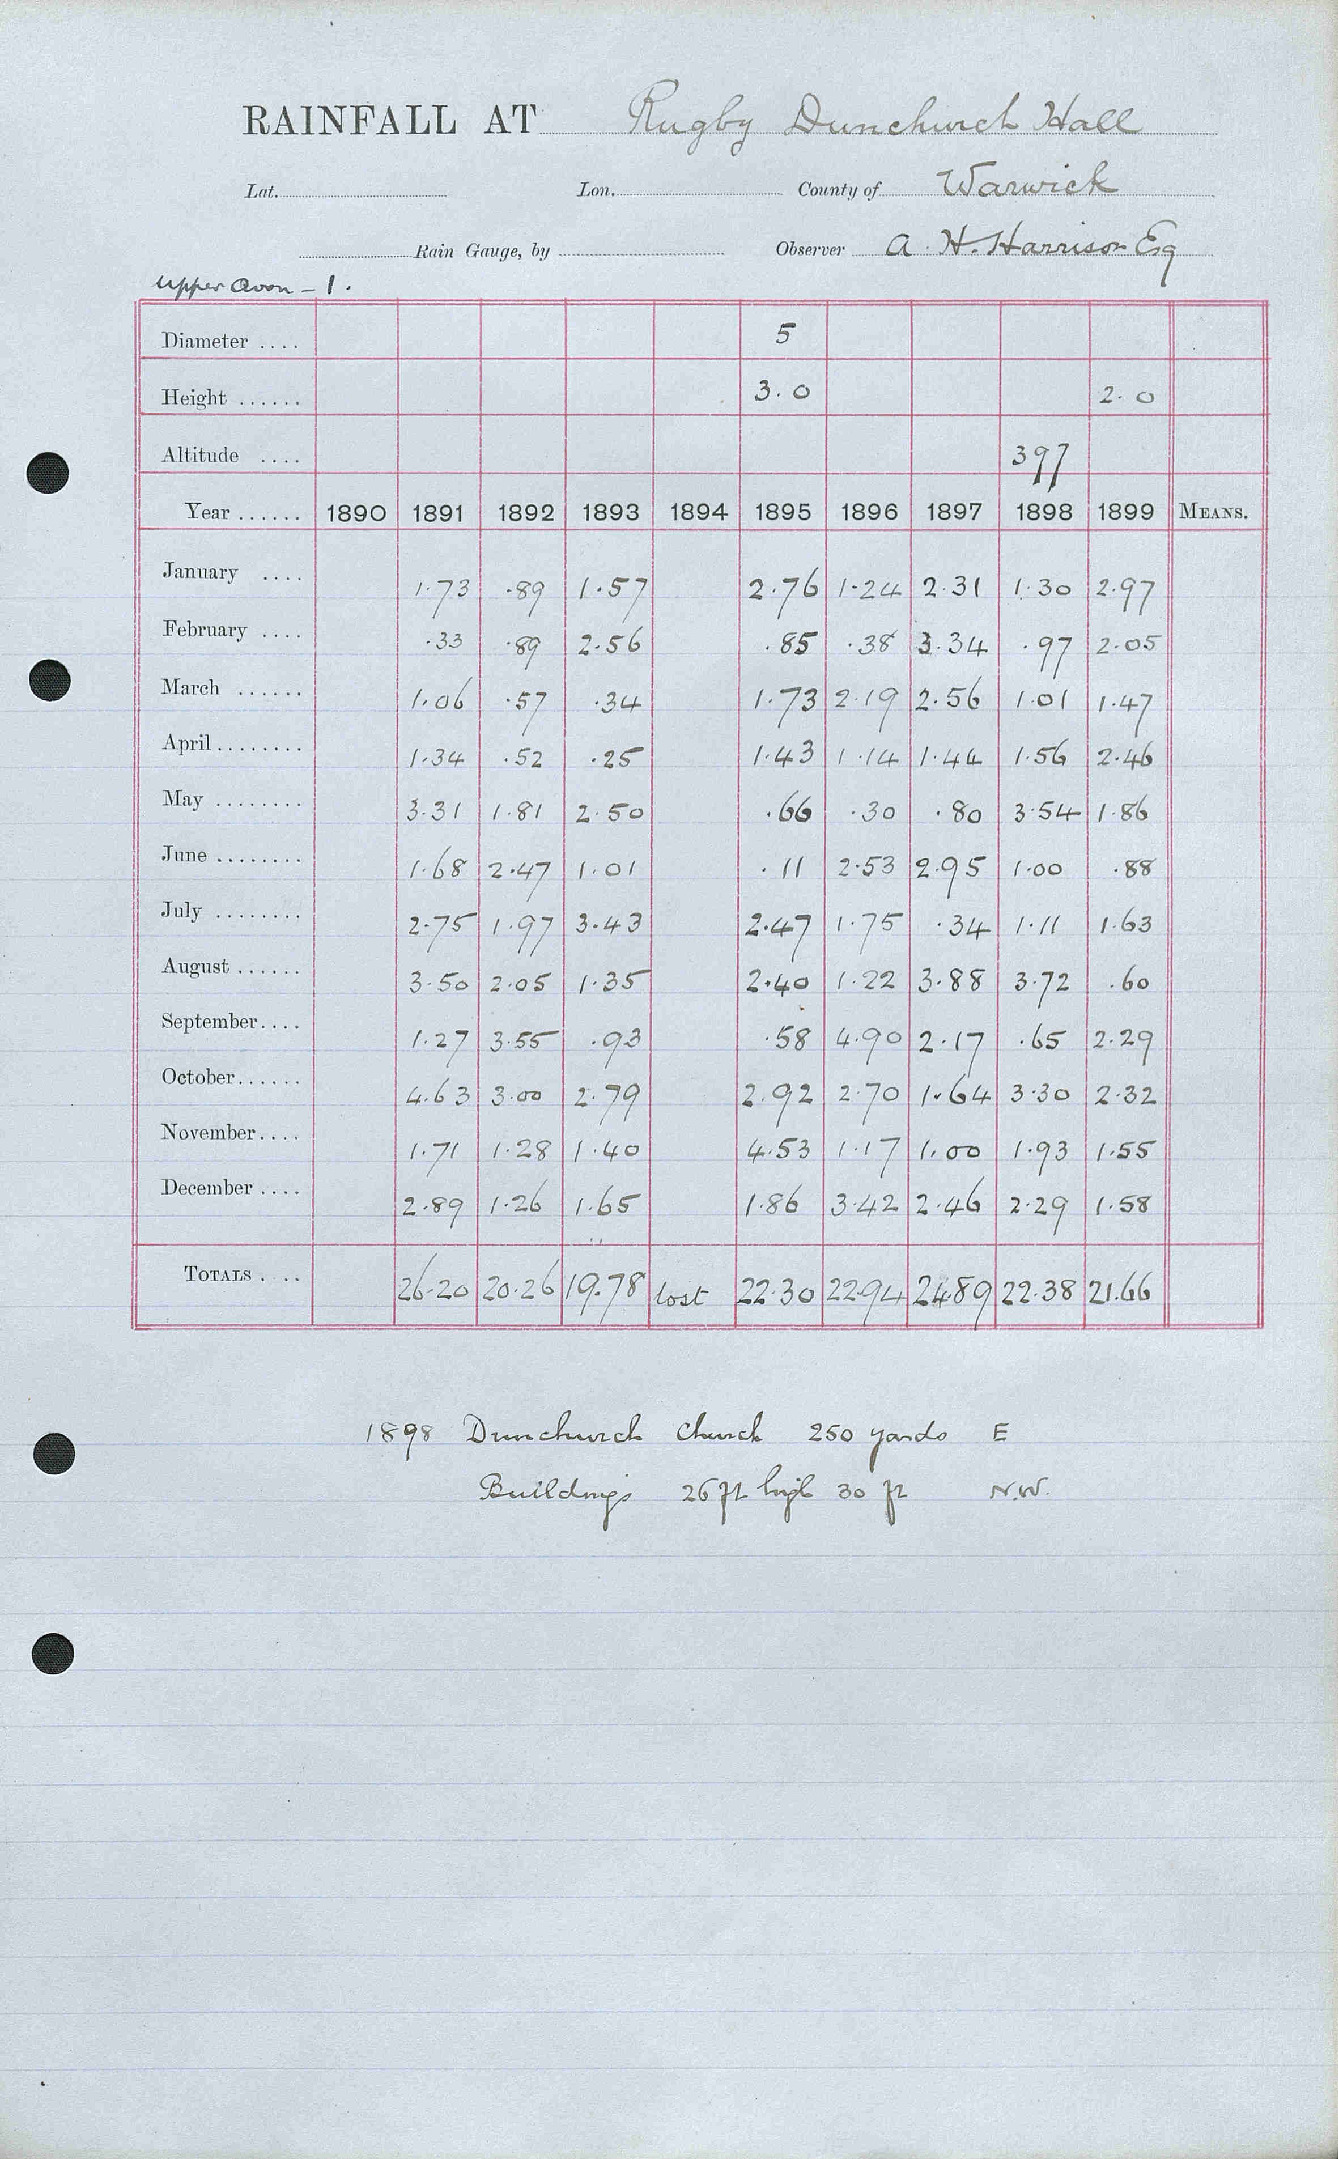 RAINFALL AT Rugby Dunchurch Hall
Lat. Lon. County of Warwick
Rain Gauge, by Observer A. H. Harrison Esq
Upper Avon - 1.
Diameter .... 5
Height ...... 3.0 2.0
Altitude .... 397
Year ...... 1890 1891 1892 1893 1894 1895 1896 1897 1898 1899 MEANS.
January .... 1.73 .89 1.57 2.76 1.24 2.31 1.30 2.97
February .... .33 .89 2.56 .85 .38 3.34 .97 2.05
March ...... 1.06 .57 .34 1.73 2.19 2.56 1.01 1.47
April ........ 1.34 .52 .25 1.43 1.14 1.44 1.56 2.46
May ........ 3.31 1.81 2.50 .66 .30 .80 3.54 1.86
June ........ 1.68 2.47 1.01 .11 2.53 2.95 1.00 .88
July ........ 2.75 1.97 3.43 2.47 1.75 .34 1.11 1.63
August ...... 3.50 2.05 1.35 2.40 1.22 3.88 3.72 .60
September .... 1.27 3.55 .93 .58 4.90 2.17 .65 2.29
October ...... 4.63 3.00 2.79 2.92 2.70 1.64 3.30 2.32
November .... 1.71 1.28 1.40 4.53 1.17 1.00 1.93 1.55
December .... 2.89 1.26 1.65 1.86 3.42 2.46 2.29 1.58
TOTALS .... 26.20 20.26 19.78 lost 22.30 22.94 24.89 22.38 21.66
1898 Dunchurch Church 250 yards E
Buildings 26 ft high 30 ft N.W.